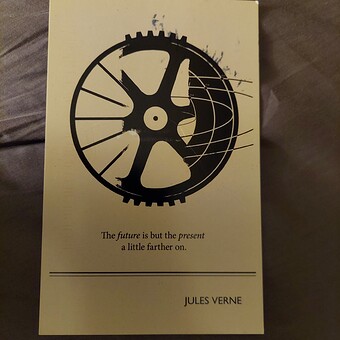 The future is but the present
a little farther on.
JULES VERNE